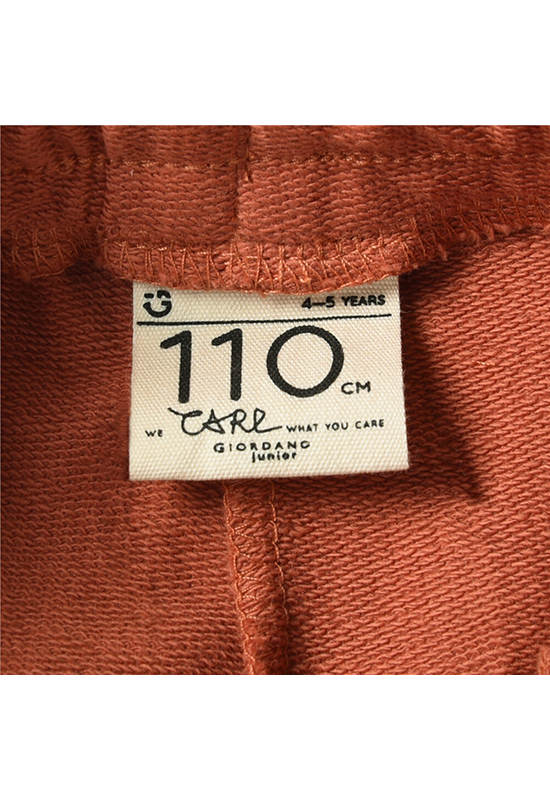 4—5 YEARS
110 CM
WE CARE WHAT YOU CARE
GIORDANO
junior